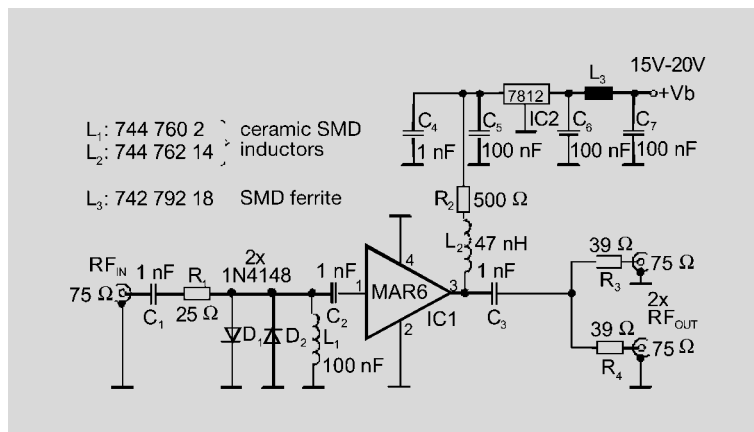 15V-20V
L3
+Vb
7812
IC2
C4
C5
C6
C7
1 nF
100 nF
100 nF
100 nF
L1: 744 760 2
L2: 744 762 14
ceramic SMD
inductors
L3: 742 792 18 SMD ferrite
R2
500 Ω
L2
47 nH
RFIN
75 Ω
1 nF
C1
R1
25 Ω
2x
1N4148
D1
D2
L1
100 nF
1 nF
C2
1
MAR6
4
3
2
IC1
1 nF
C3
39 Ω
R3
75 Ω
2x
RFOUT
39 Ω
R4
75 Ω